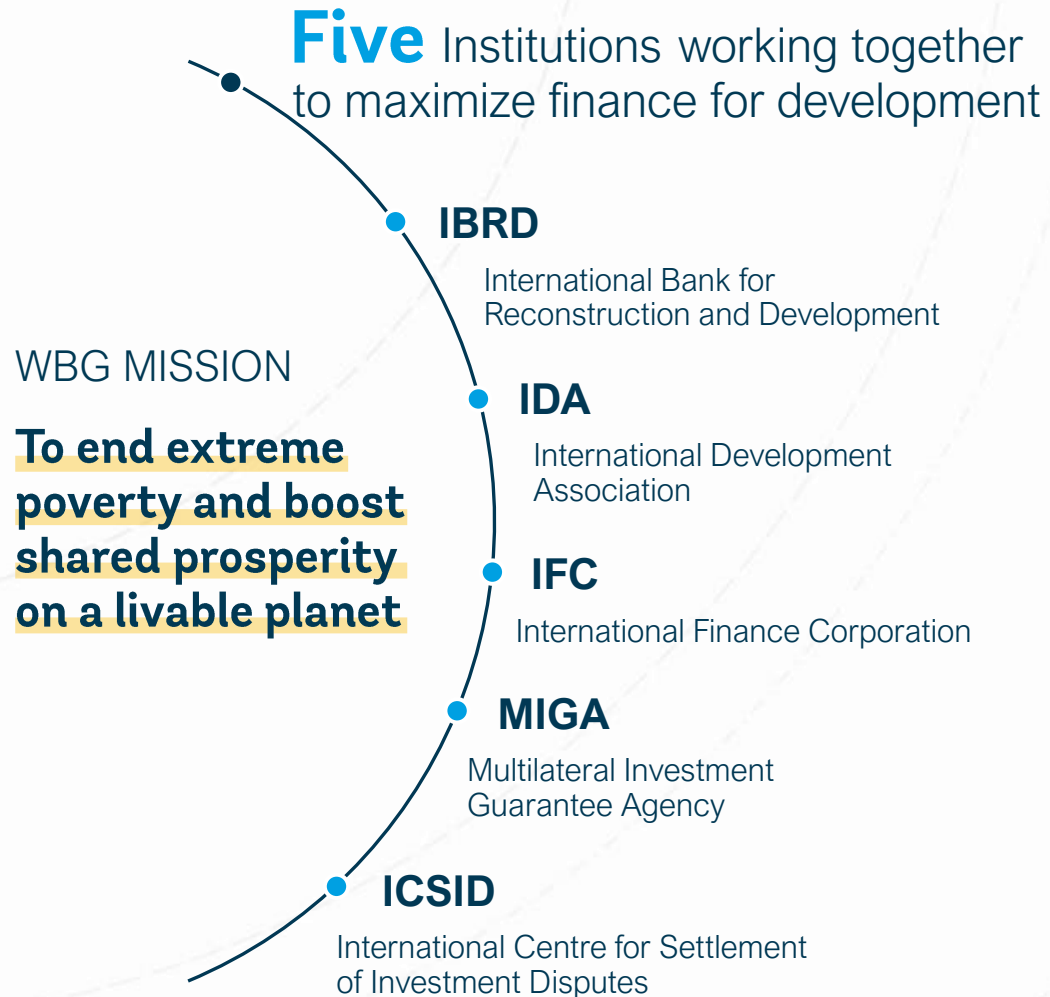 Five Institutions working together
to maximize finance for development
IBRD
International Bank for
Reconstruction and Development
WBG MISSION
To end extreme
poverty and boost
shared prosperity
on a livable planet
IDA
International Development
Association
IFC
International Finance Corporation
MIGA
Multilateral Investment
Guarantee Agency
ICSID
International Centre for Settlement
of Investment Disputes